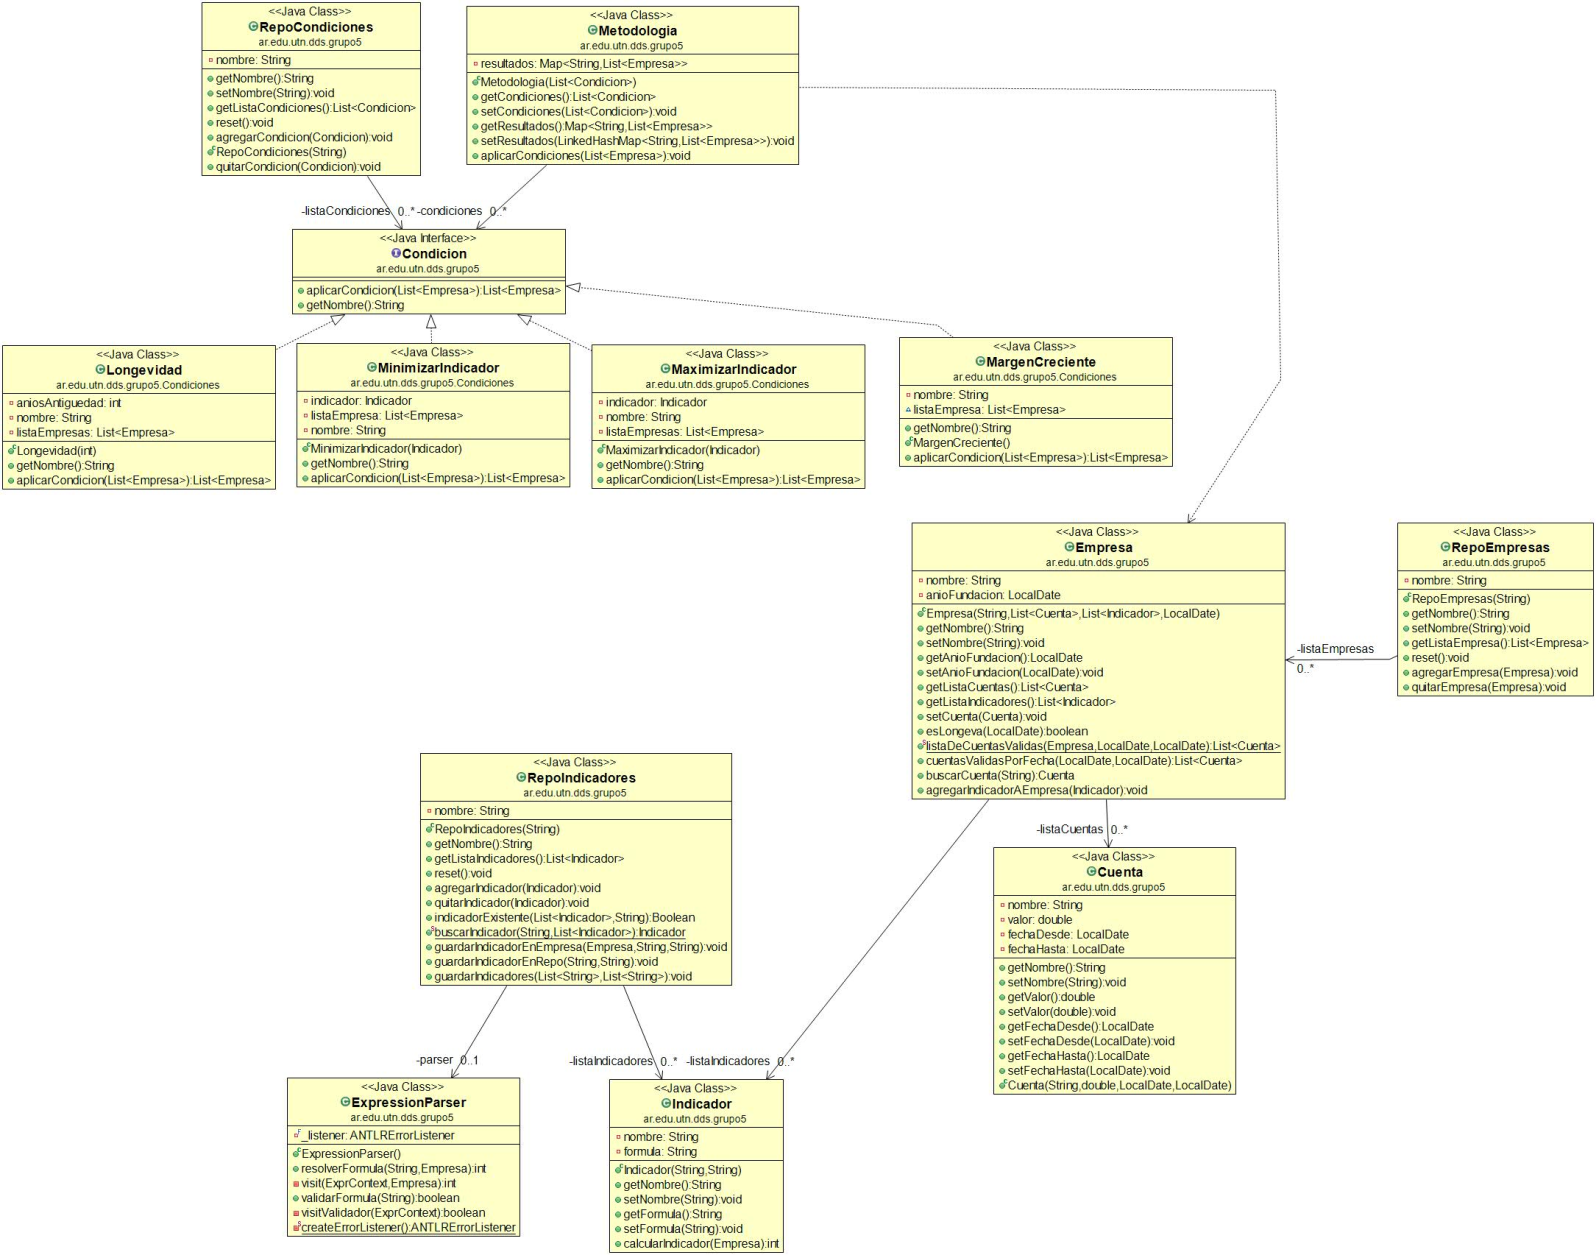 <<Java Class>>
RepoCondiciones
ar.edu.utn.dds.grupo5
nombre: String
getNombre():String
setNombre(String):void
getListaCondiciones():List<Condicion>
reset():void
agregarCondicion(Condicion):void
RepoCondiciones(String)
quitarCondicion(Condicion):void
<<Java Class>>
Metodologia
ar.edu.utn.dds.grupo5
resultados: Map<String,List<Empresa>>
Metodologia(List<Condicion>)
getCondiciones():List<Condicion>
setCondiciones(List<Condicion>):void
getResultados():Map<String,List<Empresa>>
setResultados(LinkedHashMap<String,List<Empresa>>):void
aplicarCondiciones(List<Empresa>):void
-listaCondiciones 0..*
-condiciones 0..*
<<Java Interface>>
Condicion
ar.edu.utn.dds.grupo5
aplicarCondicion(List<Empresa>):List<Empresa>
getNombre():String
<<Java Class>>
Longevidad
ar.edu.utn.dds.grupo5.Condiciones
aniosAntiguedad: int
nombre: String
listaEmpresas: List<Empresa>
Longevidad(int)
getNombre():String
aplicarCondicion(List<Empresa>):List<Empresa>
<<Java Class>>
MinimizarIndicador
ar.edu.utn.dds.grupo5.Condiciones
indicador: Indicador
listaEmpresa: List<Empresa>
nombre: String
MinimizarIndicador(Indicador)
getNombre():String
aplicarCondicion(List<Empresa>):List<Empresa>
<<Java Class>>
MaximizarIndicador
ar.edu.utn.dds.grupo5.Condiciones
indicador: Indicador
nombre: String
listaEmpresas: List<Empresa>
MaximizarIndicador(Indicador)
getNombre():String
aplicarCondicion(List<Empresa>):List<Empresa>
<<Java Class>>
MargenCreciente
ar.edu.utn.dds.grupo5.Condiciones
nombre: String
listaEmpresa: List<Empresa>
getNombre():String
MargenCreciente()
aplicarCondicion(List<Empresa>):List<Empresa>
<<Java Class>>
Empresa
ar.edu.utn.dds.grupo5
nombre: String
anioFundacion: LocalDate
Empresa(String,List<Cuenta>,List<Indicador>,LocalDate)
getNombre():String
setNombre(String):void
getAnioFundacion():LocalDate
setAnioFundacion(LocalDate):void
getListaCuentas():List<Cuenta>
getListaIndicadores():List<Indicador>
setCuenta(Cuenta):void
esLongeva(LocalDate):boolean
listaDeCuentasValidas(Empresa,LocalDate,LocalDate):List<Cuenta>
cuentasValidasPorFecha(LocalDate,LocalDate):List<Cuenta>
buscarCuenta(String):Cuenta
agregarIndicadorAEmpresa(Indicador):void
<<Java Class>>
RepoEmpresas
ar.edu.utn.dds.grupo5
nombre: String
RepoEmpresas(String)
getNombre():String
setNombre(String):void
getListaEmpresa():List<Empresa>
reset():void
agregarEmpresa(Empresa):void
quitarEmpresa(Empresa):void
-listaEmpresas
0..*
<<Java Class>>
RepoIndicadores
ar.edu.utn.dds.grupo5
nombre: String
RepoIndicadores(String)
getNombre():String
getListaIndicadores():List<Indicador>
reset():void
agregarIndicador(Indicador):void
quitarIndicador(Indicador):void
indicadorExistente(List<Indicador>,String):Boolean
buscarIndicador(String,List<Indicador>):Indicador
guardarIndicadorEnEmpresa(Empresa,String,String):void
guardarIndicadorEnRepo(String,String):void
guardarIndicadores(List<String>,List<String>):void
-listaCuentas 0..*
<<Java Class>>
Cuenta
ar.edu.utn.dds.grupo5
nombre: String
valor: double
fechaDesde: LocalDate
fechaHasta: LocalDate
getNombre():String
setNombre(String):void
getValor():double
setValor(double):void
getFechaDesde():LocalDate
setFechaDesde(LocalDate):void
getFechaHasta():LocalDate
setFechaHasta(LocalDate):void
Cuenta(String,double,LocalDate,LocalDate)
-parser 0..1
-listaIndicadores 0..*
-listaIndicadores 0..*
<<Java Class>>
ExpressionParser
ar.edu.utn.dds.grupo5
_listener: ANTLRErrorListener
ExpressionParser()
resolverFormula(String,Empresa):int
visit(ExprContext,Empresa):int
validarFormula(String):boolean
visitValidador(ExprContext):boolean
createErrorListener():ANTLRErrorListener
<<Java Class>>
Indicador
ar.edu.utn.dds.grupo5
nombre: String
formula: String
Indicador(String,String)
getNombre():String
setNombre(String):void
getFormula():String
setFormula(String):void
calcularIndicador(Empresa):int